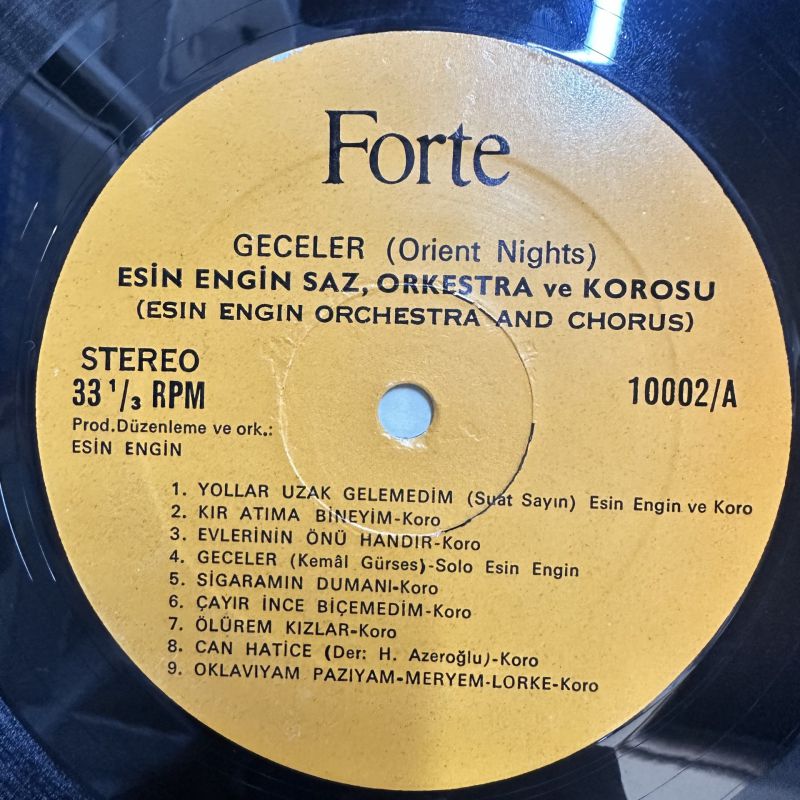 Forte
GECELER (Orient Nights)
ESİN ENGİN SAZ, ORKESTRA ve KOROSU
(ESIN ENGIN ORCHESTRA AND CHORUS)
STEREO
33 1/3 RPM
10002/A
Prod.Düzenleme ve ork.:
ESİN ENGİN
1. YOLLAR UZAK GELEMEDİM (Suat Sayın) Esin Engin ve Koro
2. KIR ATIMA BİNEYİM-Koro
3. EVLERİNİN ÖNÜ HANDIR-Koro
4. GECELER (Kemâl Gürses)-Solo Esin Engin
5. SİGARAMIN DUMANI-Koro
6. ÇAYIR İNCE BİÇEMEDİM-Koro
7. ÖLÜREM KIZLAR-Koro
8. CAN HATİCE (Der: H. Azeroğlu)-Koro
9. OKLAVIYAM PAZIYAM-MERYEM-LORKE-Koro